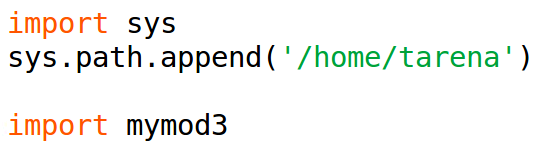 import sys
sys.path.append('/home/tarena')
import mymod3